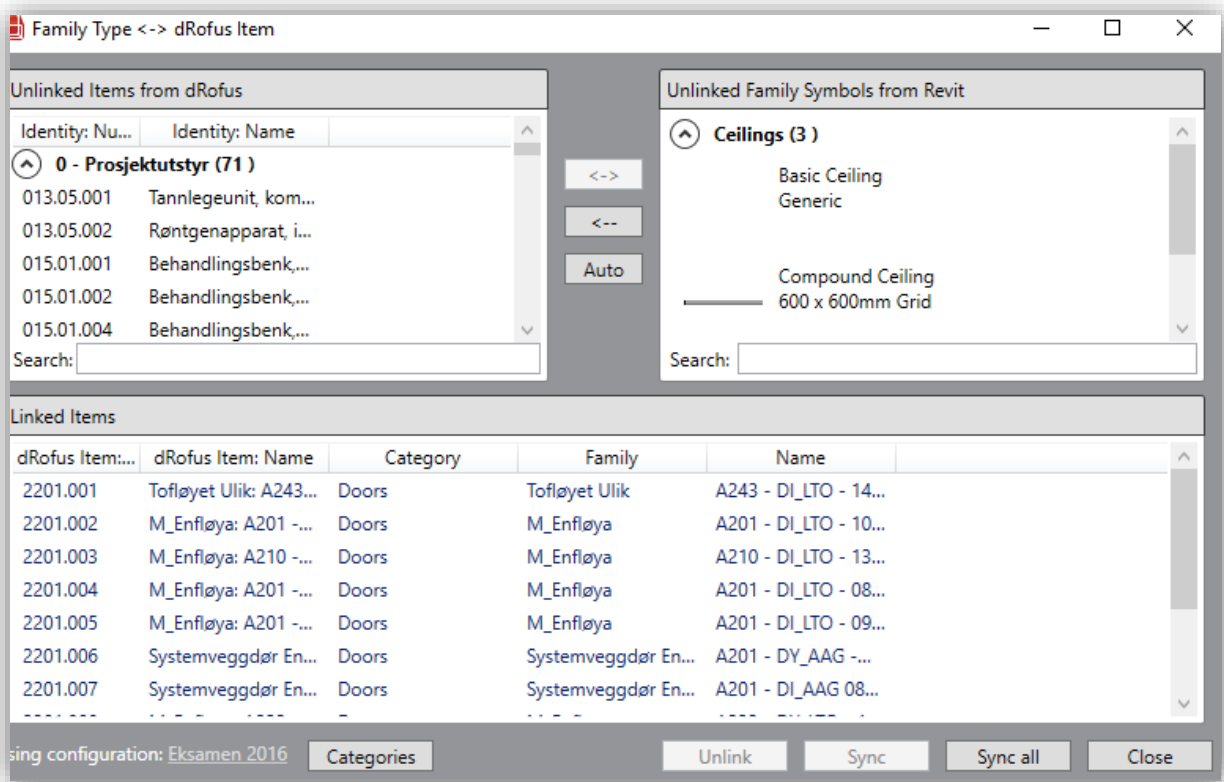 Family Type <-> dRofus Item
Unlinked Items from dRofus
Identity: Nu... Identity: Name
0 - Prosjektutstyr (71 )
013.05.001 Tannlegeunit, kom...
013.05.002 Røntgenapparat, i...
015.01.001 Behandlingsbenk,...
015.01.002 Behandlingsbenk,...
015.01.004 Behandlingsbenk,...
Search:
<->
<--
Auto
Unlinked Family Symbols from Revit
Ceilings (3 )
Basic Ceiling
Generic
Compound Ceiling
600 x 600mm Grid
Search:
Linked Items
dRofus Item:... dRofus Item: Name Category Family Name
2201.001 Tofløyet Ulik: A243... Doors Tofløyet Ulik A243 - DI_LTO - 14...
2201.002 M_Enfløya: A201 -... Doors M_Enfløya A201 - DI_LTO - 10...
2201.003 M_Enfløya: A210 -... Doors M_Enfløya A210 - DI_LTO - 13...
2201.004 M_Enfløya: A201 -... Doors M_Enfløya A201 - DI_LTO - 08...
2201.005 M_Enfløya: A201 -... Doors M_Enfløya A201 - DI_LTO - 09...
2201.006 Systemveggdør En... Doors Systemveggdør En... A201 - DY_AAG -...
2201.007 Systemveggdør En... Doors Systemveggdør En... A201 - DI_AAG 08...
sing configuration: Eksamen 2016 Categories Unlink Sync Sync all Close